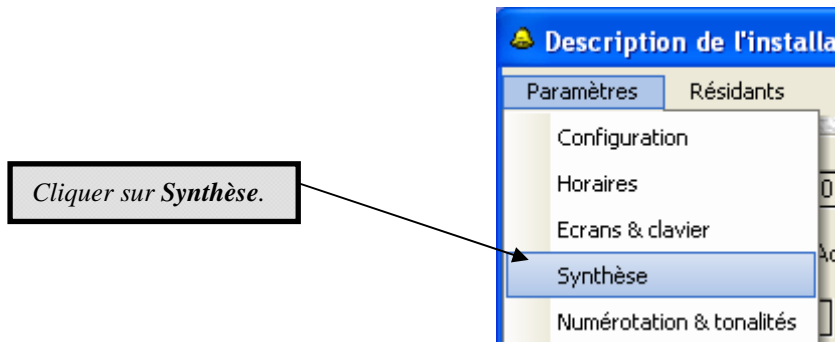 Description de l'installa
Paramètres Résidants
Configuration
Horaires
Cliquer sur Synthèse.
Ecrans & clavier
Synthèse
Numérotation & tonalités